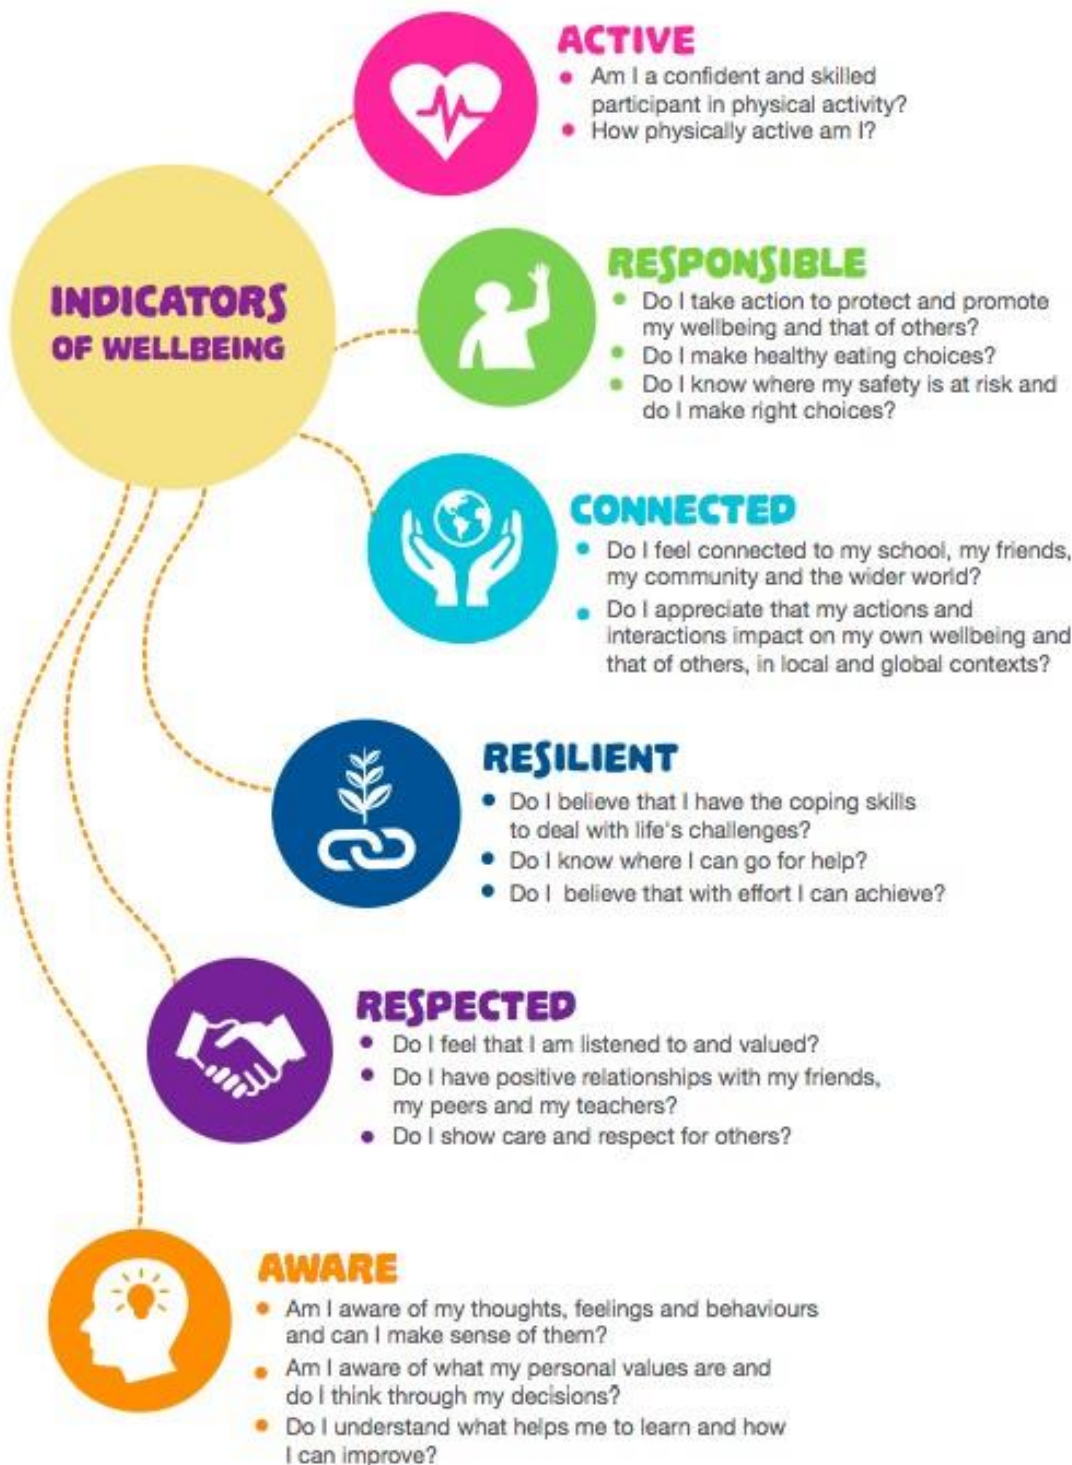 ACTIVE
Am I a confident and skilled
participant in physical activity?
How physically active am I?
INDICATORS
OF WELLBEING
RESPONSIBLE
Do I take action to protect and promote
my wellbeing and that of others?
Do I make healthy eating choices?
Do I know where my safety is at risk and
do I make right choices?
CONNECTED
Do I feel connected to my school, my friends,
my community and the wider world?
Do I appreciate that my actions and
interactions impact on my own wellbeing and
that of others, in local and global contexts?
RESILIENT
Do I believe that I have the coping skills
to deal with life's challenges?
Do I know where I can go for help?
Do I believe that with effort I can achieve?
RESPECTED
Do I feel that I am listened to and valued?
Do I have positive relationships with my friends,
my peers and my teachers?
Do I show care and respect for others?
AWARE
Am I aware of my thoughts, feelings and behaviours
and can I make sense of them?
Am I aware of what my personal values are and
do I think through my decisions?
Do I understand what helps me to learn and how
I can improve?